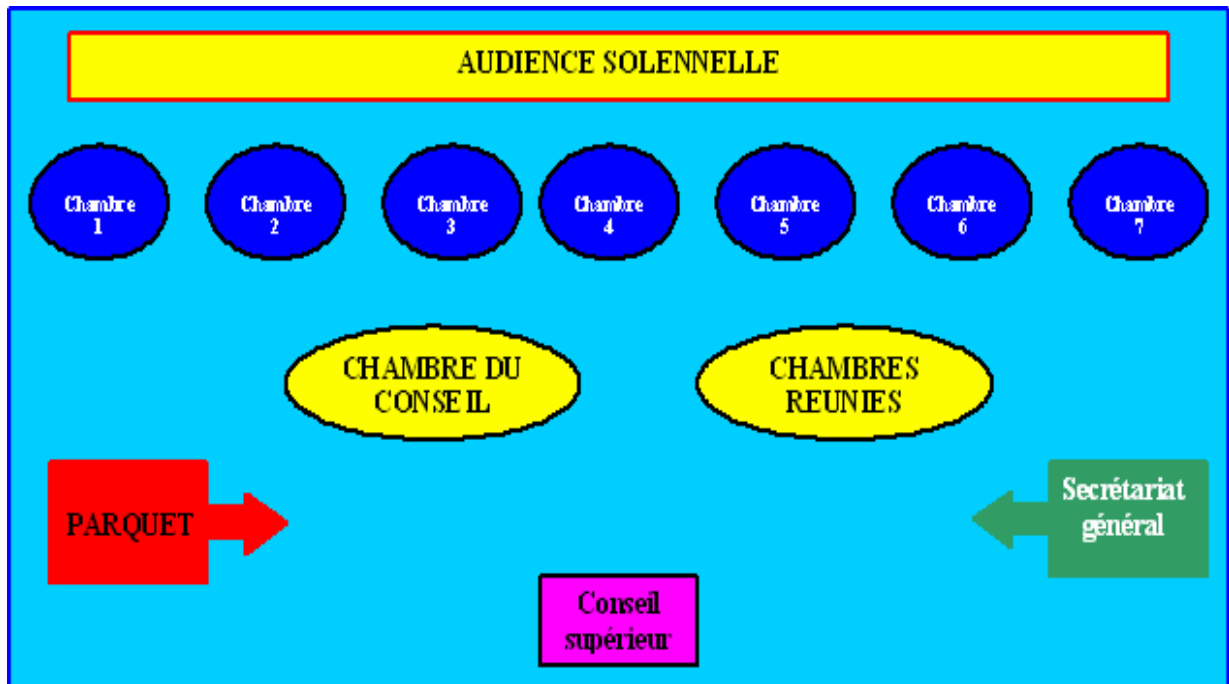 AUDIENCE SOLENNELLE
Chambre
1
Chambre
2
Chambre
3
Chambre
4
Chambre
5
Chambre
6
Chambre
7
CHAMBRE DU
CONSEIL
CHAMBRES
REUNIES
PARQUET
Secrétariat
général
Conseil
supérieur